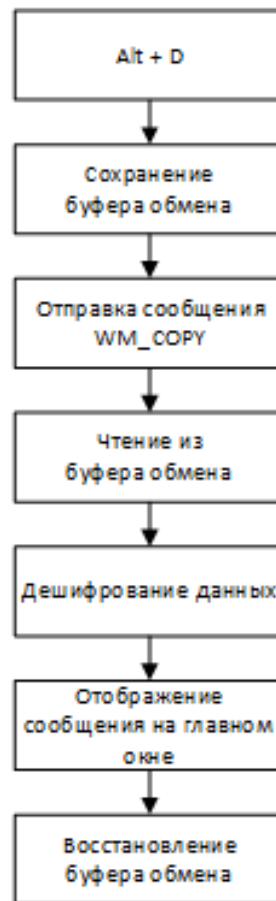 Alt + D
Сохранение
буфера обмена
Отправка сообщения
WM_COPY
Чтение из
буфера обмена
Дешифрование данных
Отображение
сообщения на главном
окне
Восстановление
буфера обмена